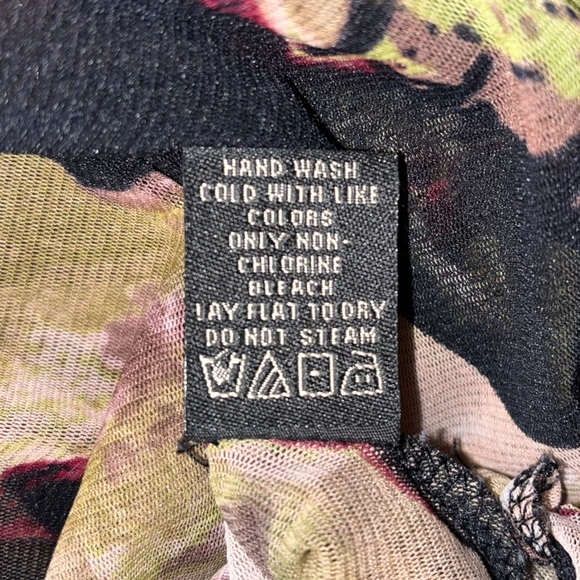 HAND WASH
COLD WITH LIKE
COLORS
ONLY NON-
CHLORINE
BLEACH
LAY FLAT TO DRY
DO NOT STEAM